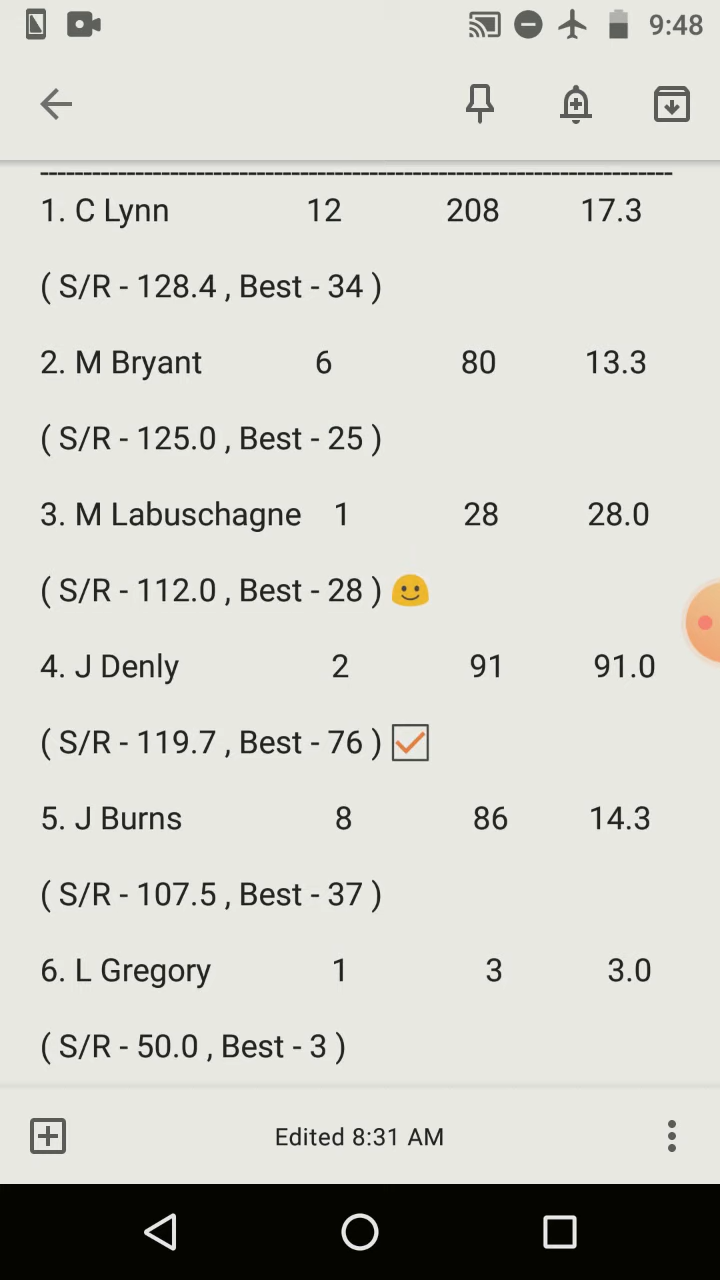 9:48
--------------------------------------------------------------------------------
1. C Lynn 12 208 17.3
( S/R - 128.4 , Best - 34 )
2. M Bryant 6 80 13.3
( S/R - 125.0 , Best - 25 )
3. M Labuschagne 1 28 28.0
( S/R - 112.0 , Best - 28 ) 🙂
4. J Denly 2 91 91.0
( S/R - 119.7 , Best - 76 ) ☑
5. J Burns 8 86 14.3
( S/R - 107.5 , Best - 37 )
6. L Gregory 1 3 3.0
( S/R - 50.0 , Best - 3 )
Edited 8:31 AM